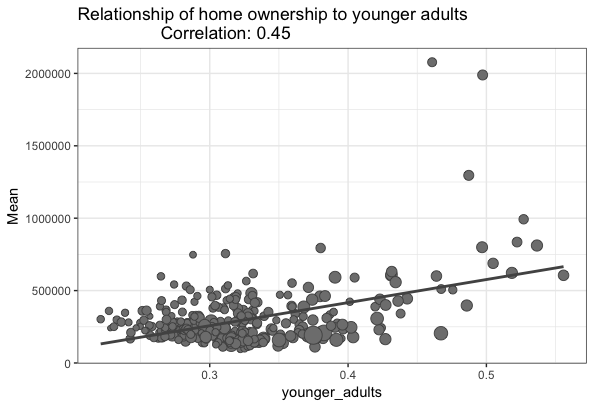 Relationship of home ownership to younger adults
Correlation: 0.45
2000000
1500000
1000000
500000
0
Mean
0.3
0.4
0.5
younger_adults